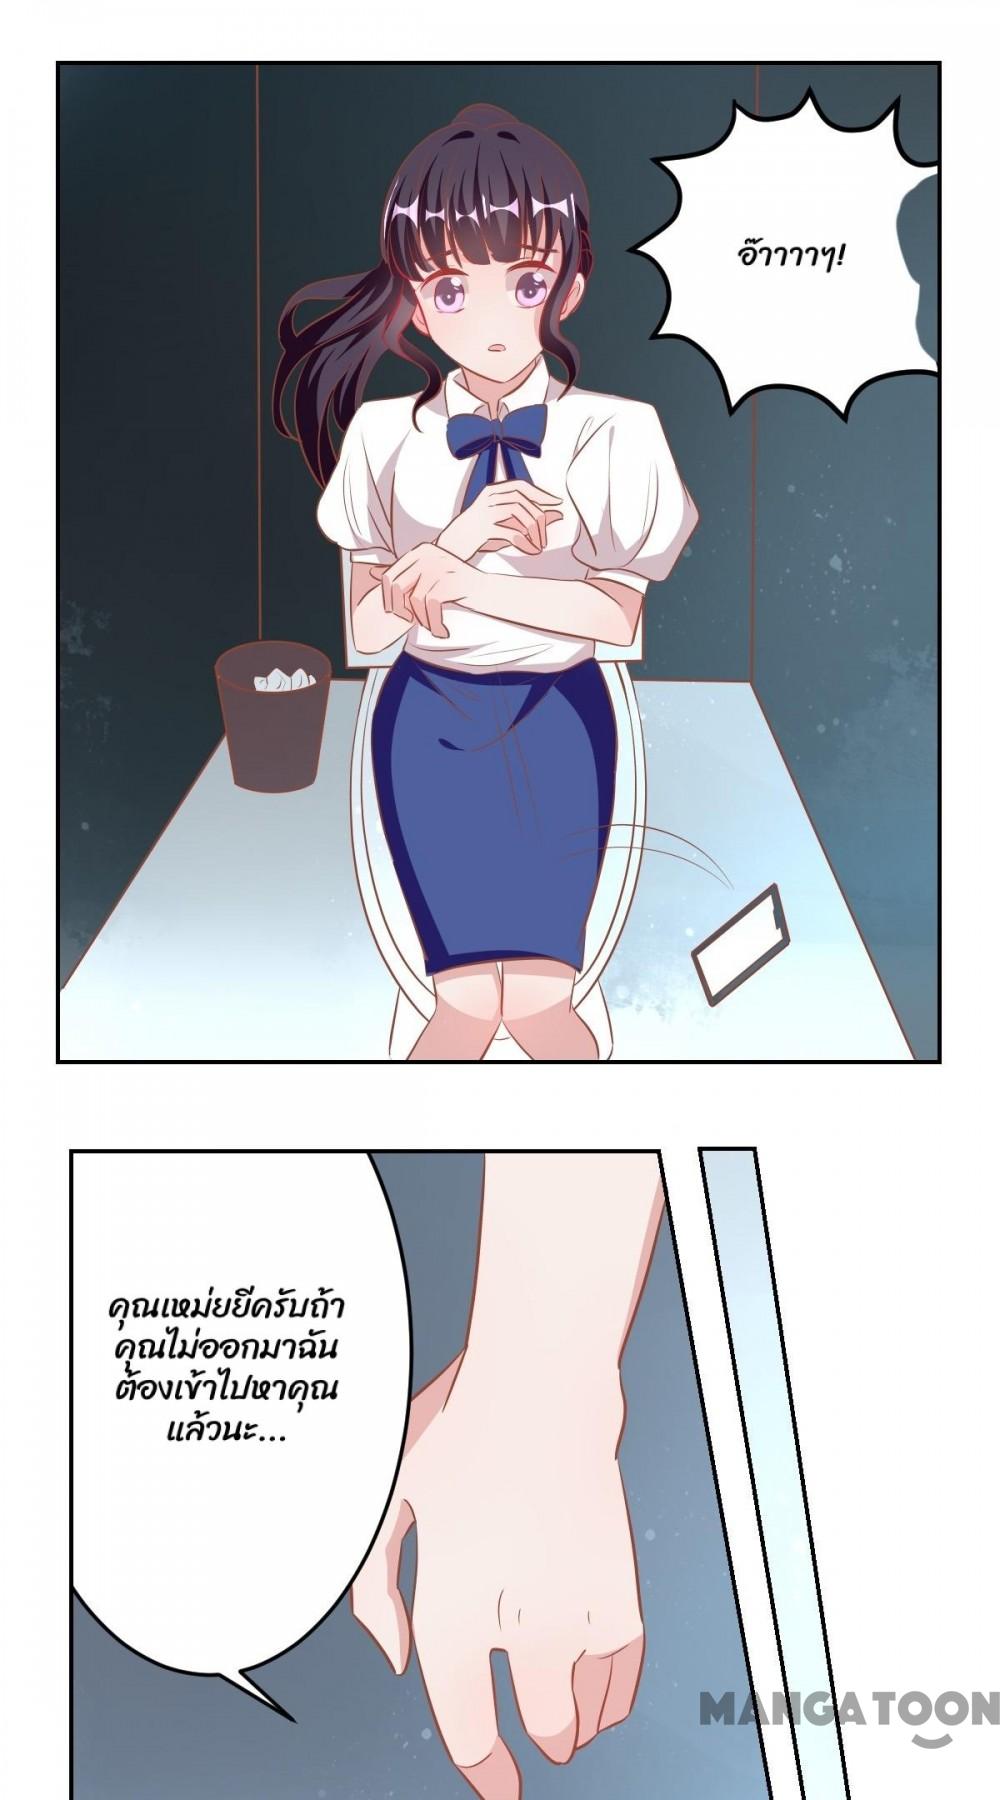 อ๊าาาาๆ!
คุณเหม่ยยีครับถ้า
คุณไม่ออกมาฉัน
ต้องเข้าไปหาคุณ
แล้วนะ...
MANGATOON